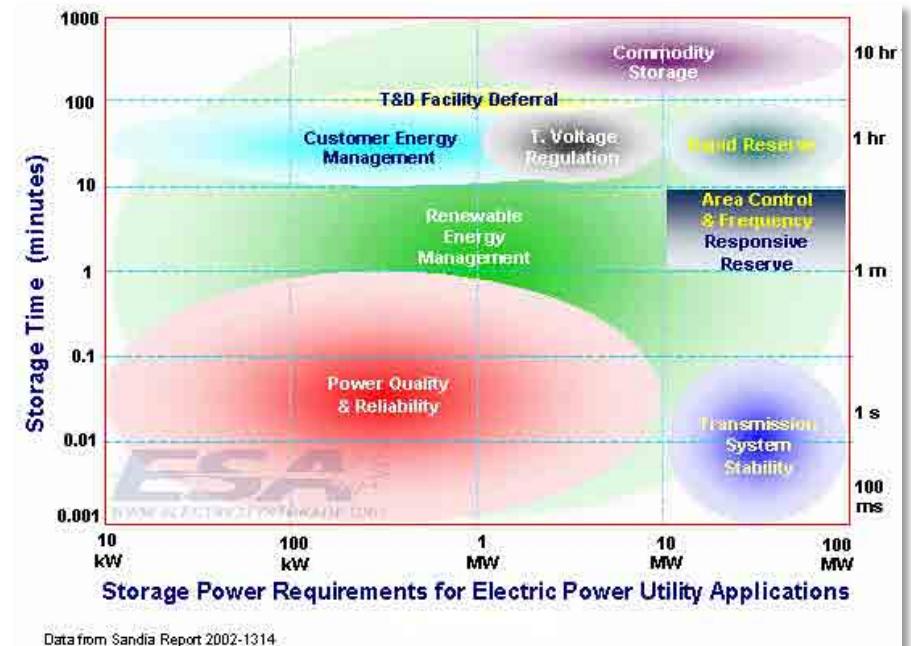 1000
100
10
1
0.1
0.01
0.001
Storage Time (minutes)
Commodity
Storage
T&D Facility Deferral
Customer Energy
Management
T. Voltage
Regulation
Rapid Reserve
Renewable
Energy
Management
Area Control
& Frequency
Responsive
Reserve
Power Quality
& Reliability
Transmission
System
Stability
10 hr
1 hr
1 m
1 s
100
ms
ESA
10
kW
100
kW
1
MW
10
MW
100
MW
Storage Power Requirements for Electric Power Utility Applications
Data from Sandia Report 2002-1314